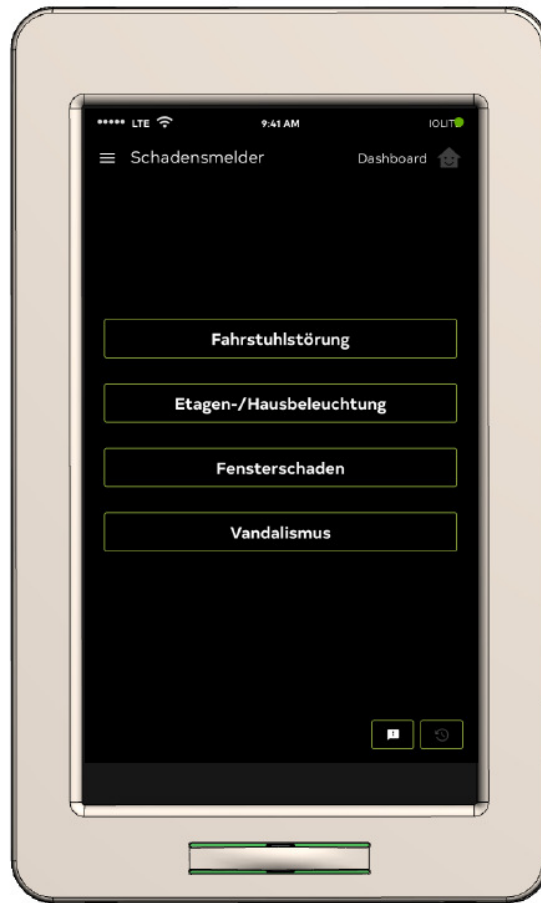 LTE 9:41 AM IOLIT
Schadensmelder Dashboard
Fahrstuhlstörung
Etagen-/Hausbeleuchtung
Fensterschaden
Vandalismus